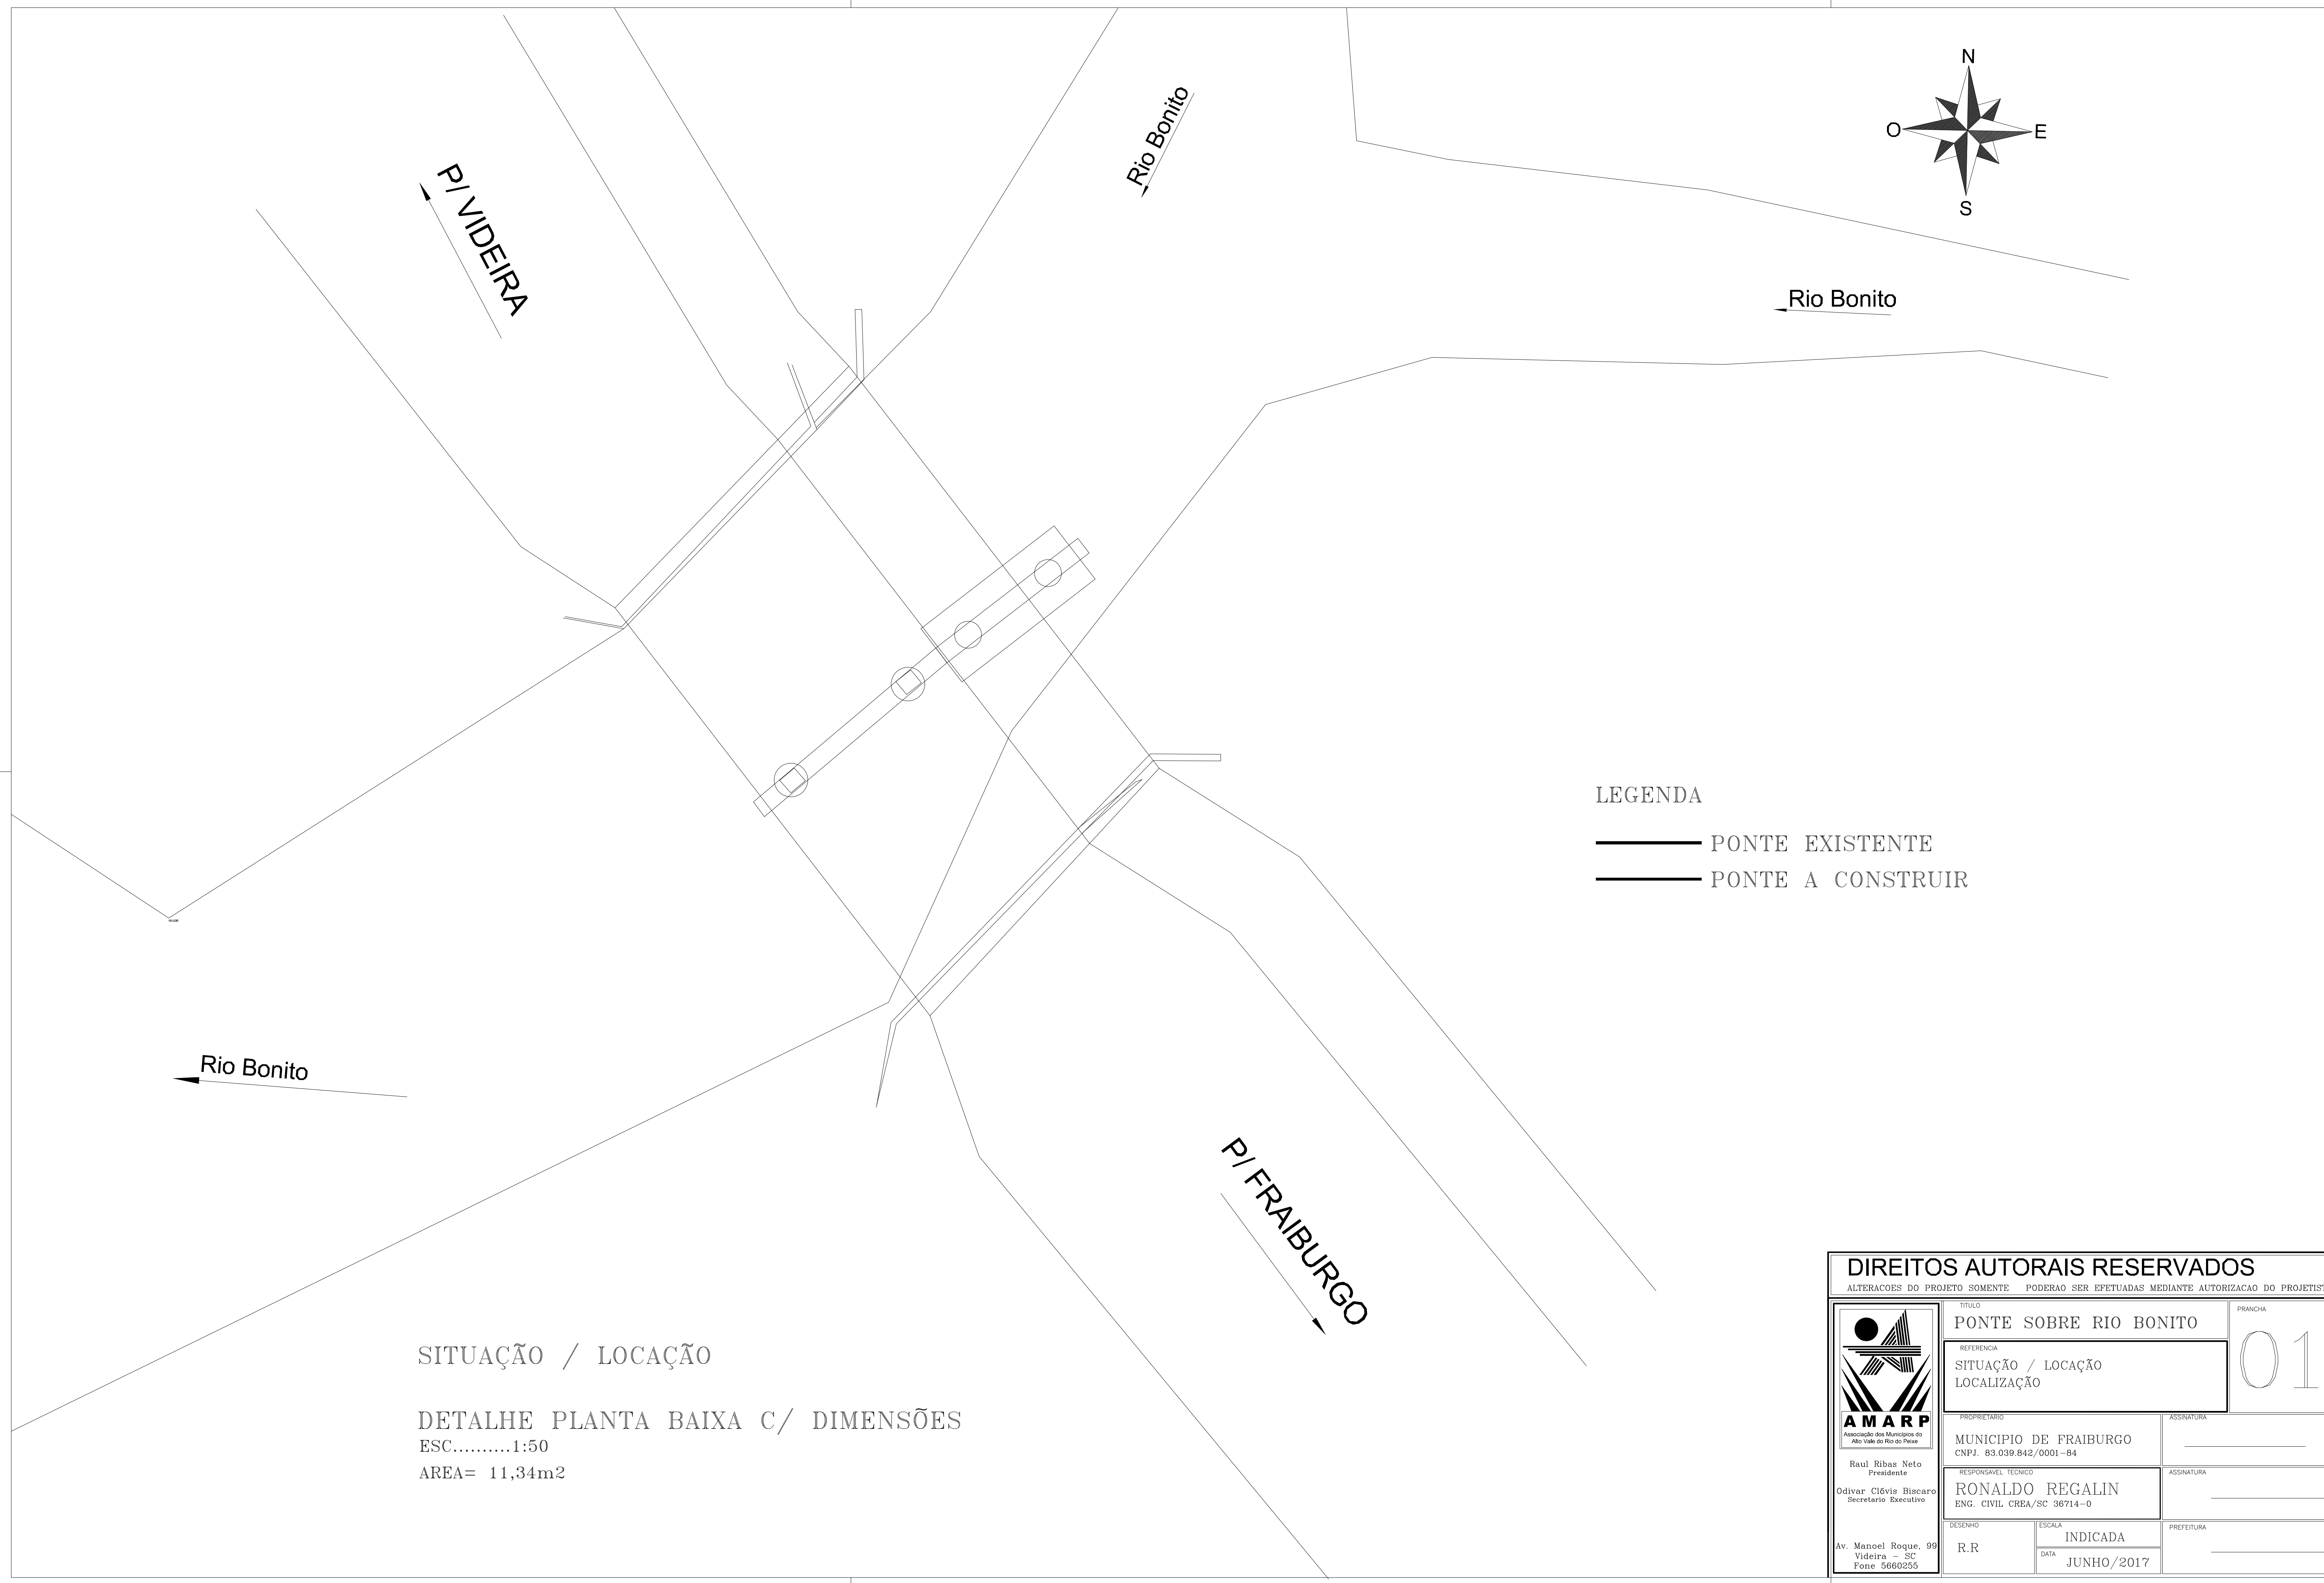 N
O
E
S
Rio Bonito
P/ VIDEIRA
Rio Bonito
LEGENDA
PONTE EXISTENTE
PONTE A CONSTRUIR
Rio Bonito
P/ FRAIBURGO
SITUAÇÃO / LOCAÇÃO
DETALHE PLANTA BAIXA C/ DIMENSÕES
ESC..........1:50
AREA= 11,34m2
DIREITOS AUTORAIS RESERVADOS
ALTERACOES DO PROJETO SOMENTE PODERAO SER EFETUADAS MEDIANTE AUTORIZACAO DO
AMARP
Associação dos Municípios do
Alto Vale do Rio do Peixe
Raul Ribas Neto
Presidente
Odivar Clóvis Biscaro
Secretario Executivo
Av. Manoel Roque, 99
Videira - SC
Fone 5660255
TITULO
PONTE SOBRE RIO BONITO
PRANCHA
01
REFERENCIA
SITUAÇÃO / LOCAÇÃO
LOCALIZAÇÃO
PROPRIETARIO
MUNICIPIO DE FRAIBURGO
CNPJ. 83.039.842/0001-84
ASSINATURA
RESPONSAVEL TECNICO
RONALDO REGALIN
ENG. CIVIL CREA/SC 36714-0
ASSINATURA
DESENHO
R.R
ESCALA
INDICADA
DATA
JUNHO/2017
PREFEITURA